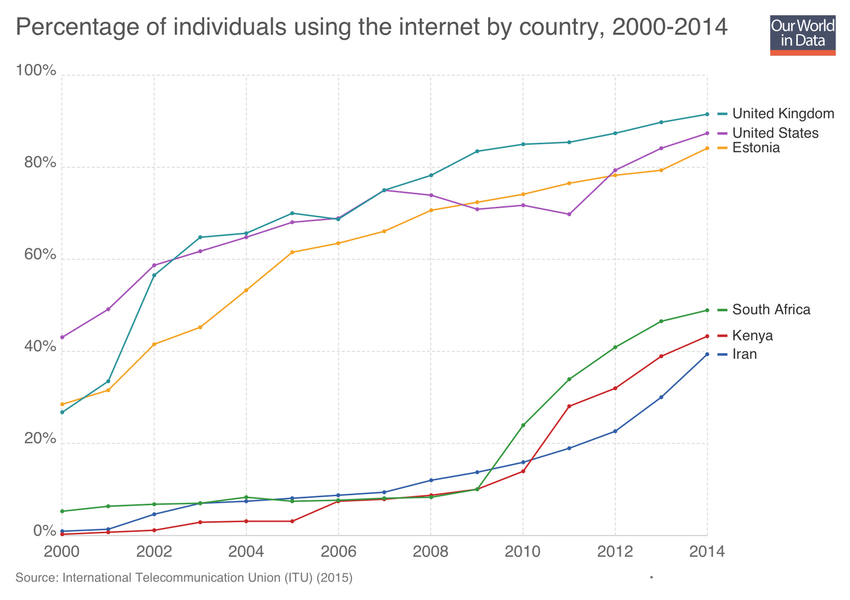 Percentage of individuals using the internet by country, 2000-2014
Our World
in Data
100%
80%
60%
40%
20%
0%
2000 2002 2004 2006 2008 2010 2012 2014
United Kingdom
United States
Estonia
South Africa
Kenya
Iran
Source: International Telecommunication Union (ITU) (2015)